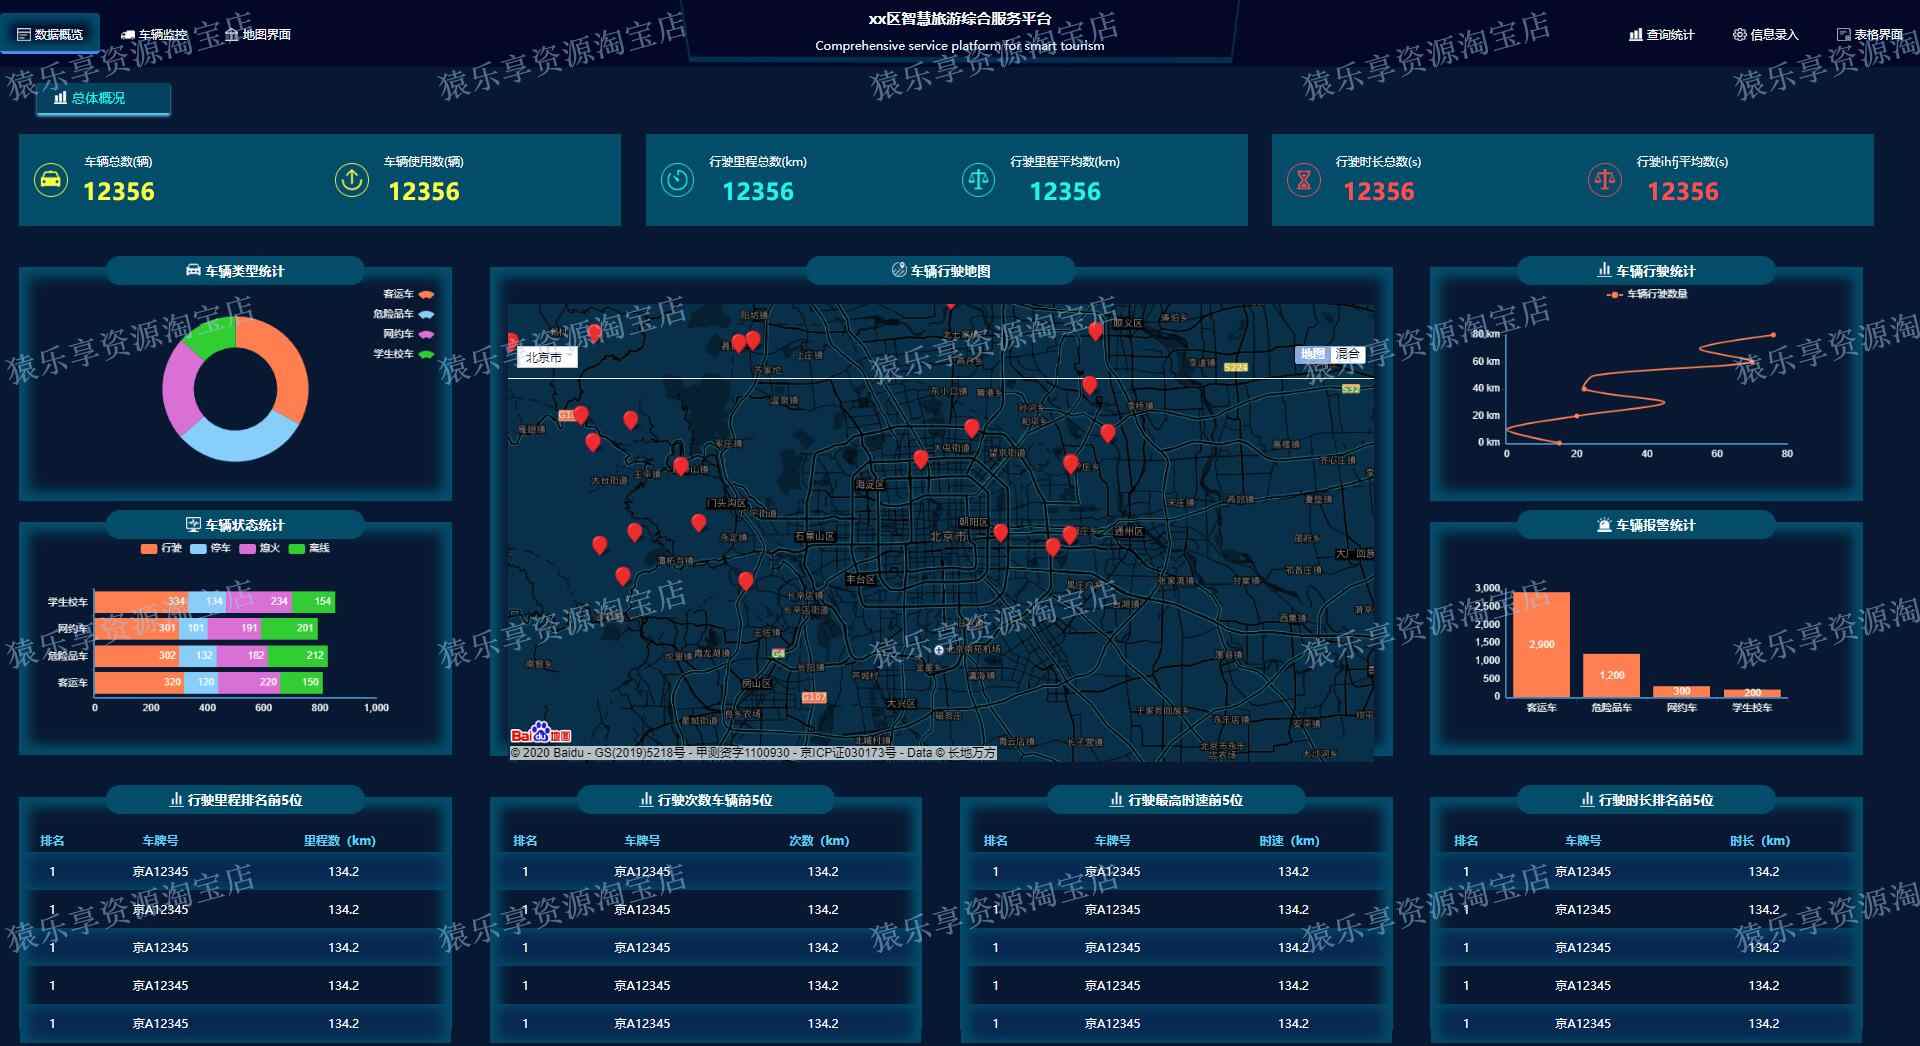 数据概览
车辆监控
地图界面
xx区智慧旅游综合服务平台
Comprehensive service platform for smart tourism
查询统计
信息录入
表格界面
总体概况
车辆总数(辆)
12356
车辆使用数(辆)
12356
行驶里程总数(km)
12356
行驶里程平均数(km)
12356
行驶时长总数(s)
12356
行驶ihfj平均数(s)
12356
车辆类型统计
客运车
危险品车
网约车
学生校车
车辆状态统计
行驶 停车 熄火 离线
学生校车 334 134 234 154
网约车 301 101 191 201
危险品车 302 132 182 212
客运车 320 120 220 150
0 200 400 600 800 1,000
车辆行驶地图
北京市
地图 混合
S224
顺义区
温泉镇
门头沟区
海淀区
石景山区
朝阳区
北京市
通州区
丰台区
房山区
大兴区
G107
Baidu地图
© 2020 Baidu - GS(2019)5218号 - 甲测资字1100930 - 京ICP证030173号 - Data © 长地万方
车辆行驶统计
车辆行驶数量
80 km
60 km
40 km
20 km
0 km
0 20 40 60 80
车辆报警统计
3,000
2,500
2,000
1,500
1,000
500
0
2,900
1,200
300
200
客运车 危险品车 网约车 学生校车
行驶里程排名前5位
排名 车牌号 里程数（km）
1 京A12345 134.2
1 京A12345 134.2
1 京A12345 134.2
1 京A12345 134.2
1 京A12345 134.2
行驶次数车辆前5位
排名 车牌号 次数（km）
1 京A12345 134.2
1 京A12345 134.2
1 京A12345 134.2
1 京A12345 134.2
1 京A12345 134.2
行驶最高时速前5位
排名 车牌号 时速（km）
1 京A12345 134.2
1 京A12345 134.2
1 京A12345 134.2
1 京A12345 134.2
1 京A12345 134.2
行驶时长排名前5位
排名 车牌号 时长（km）
1 京A12345 134.2
1 京A12345 134.2
1 京A12345 134.2
1 京A12345 134.2
1 京A12345 134.2
猿乐享资源淘宝店